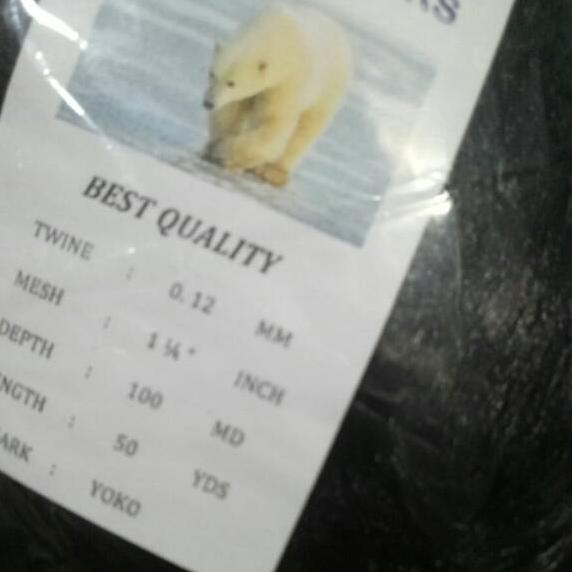 RS
BEST QUALITY
TWINE : 0.12 MM
MESH : 1 ¼ " INCH
DEPTH : 100 MD
NGTH : 50 YDS
ARK : YOKO